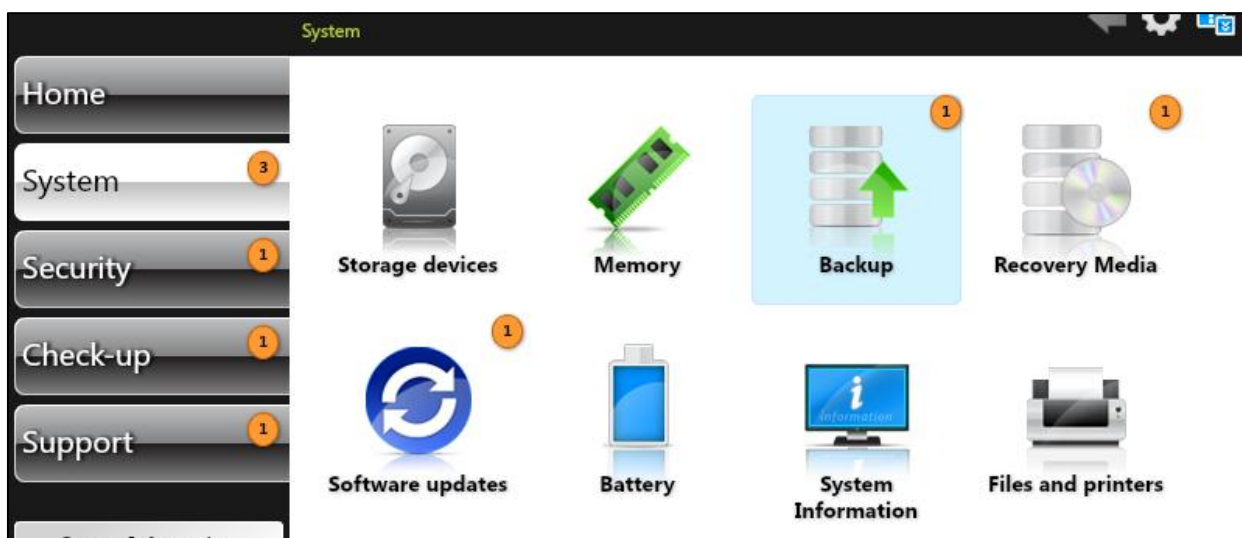 System
Home
System
3
Security
1
Check-up
1
Support
1
1
1
Storage devices
Memory
Backup
Recovery Media
1
information
Software updates
Battery
System
Information
Files and printers